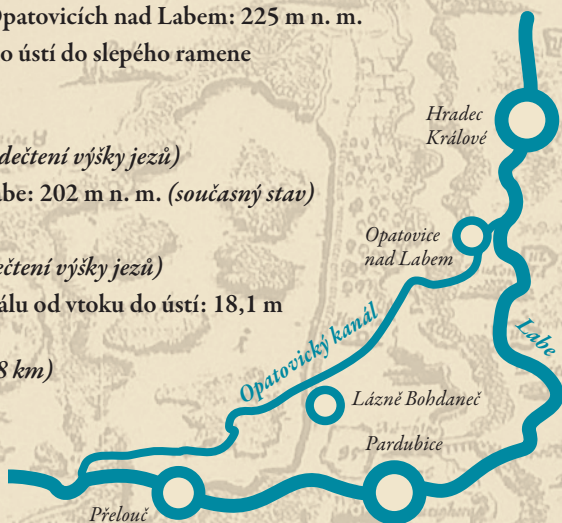 Opatovicích nad Labem: 225 m n. m.
o ústí do slepého ramene
dečtení výšky jezů)
abe: 202 m n. m. (současný stav)
ečtení výšky jezů)
álu od vtoku do ústí: 18,1 m
8 km)
Hradec
Králové
Opatovice
nad Labem
Labe
Opatovický kanál
Lázně Bohdaneč
Pardubice
Přelouč